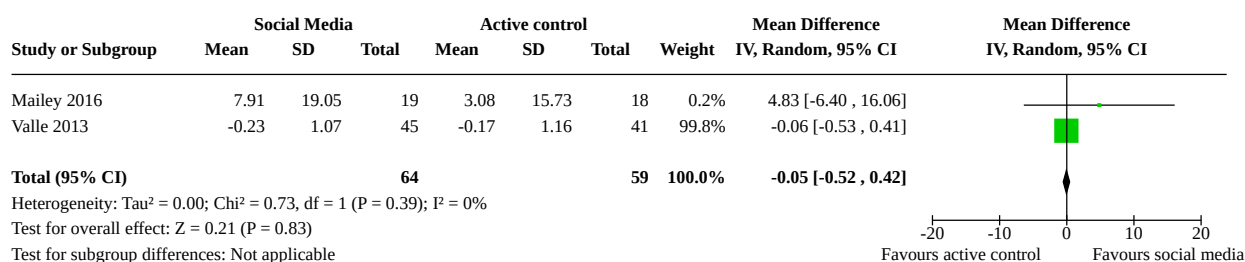 Social Media Active control Mean Difference Mean Difference
Study or Subgroup Mean SD Total Mean SD Total Weight IV, Random, 95% CI IV, Random, 95% CI
Mailey 2016 7.91 19.05 19 3.08 15.73 18 0.2% 4.83 [-6.40 , 16.06]
Valle 2013 -0.23 1.07 45 -0.17 1.16 41 99.8% -0.06 [-0.53 , 0.41]
Total (95% CI) 64 59 100.0% -0.05 [-0.52 , 0.42]
Heterogeneity: Tau² = 0.00; Chi² = 0.73, df = 1 (P = 0.39); I² = 0%
Test for overall effect: Z = 0.21 (P = 0.83)
-20 -10 0 10 20
Test for subgroup differences: Not applicable
Favours active control Favours social media